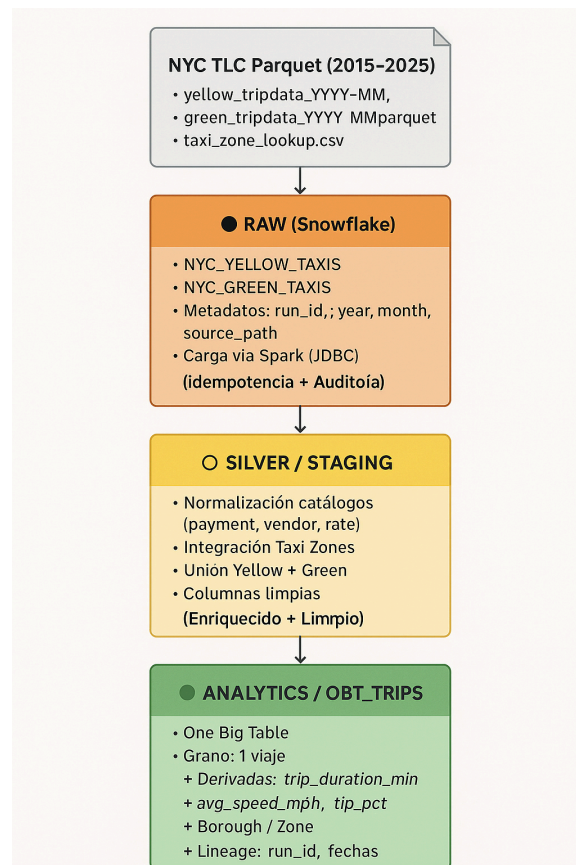 NYC TLC Parquet (2015–2025)
• yellow_tripdata_YYYY–MM,
• green_tripdata_YYYY MMparquet
• taxi_zone_lookup.csv
RAW (Snowflake)
• NYC_YELLOW_TAXIS
• NYC_GREEN_TAXIS
• Metadatos: run_id,; year, month,
source_path
• Carga via Spark (JDBC)
(idempotencia + Auditoía)
SILVER / STAGING
• Normalización catálogos
(payment, vendor, rate)
• Integración Taxi Zones
• Unión Yellow + Green
• Columnas limpias
(Enriquecido + Limrpio)
ANALYTICS / OBT_TRIPS
• One Big Table
• Grano: 1 viaje
+ Derivadas: trip_duration_min
+ avg_speed_mph, tip_pct
+ Borough / Zone
+ Lineage: run_id, fechas